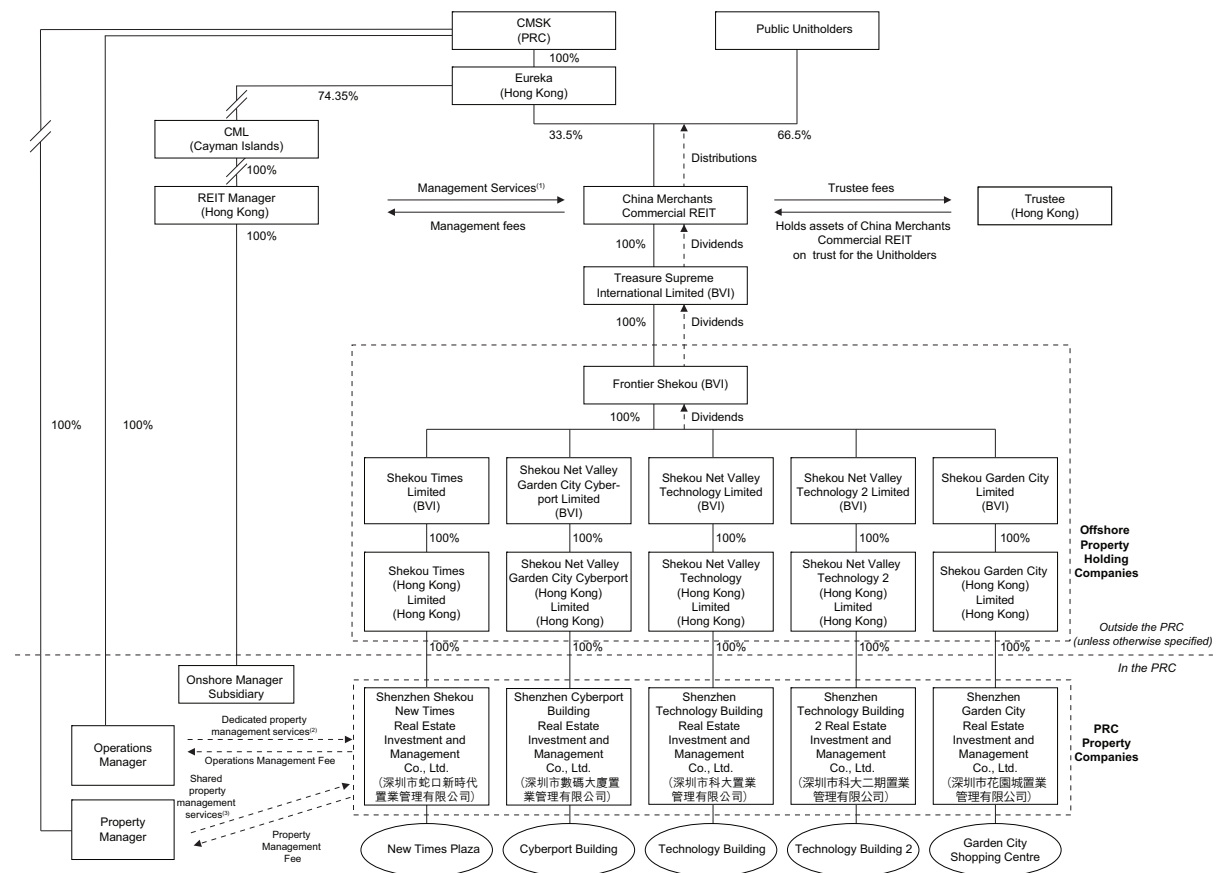 CMSK
(PRC)
Public Unitholders
100%
Eureka
(Hong Kong)
74.35%
33.5%
66.5%
CML
(Cayman Islands)
Distributions
100%
REIT Manager
(Hong Kong)
Management Services(1)
Management fees
China Merchants
Commercial REIT
Trustee fees
Holds assets of China Merchants
Commercial REIT
on trust for the Unitholders
Trustee
(Hong Kong)
100%
100%
Dividends
Treasure Supreme
International Limited (BVI)
100%
Dividends
Frontier Shekou (BVI)
100%
Dividends
100%
100%
Shekou Times
Limited
(BVI)
Shekou Net Valley
Garden City Cyber-
port Limited
(BVI)
Shekou Net Valley
Technology Limited
(BVI)
Shekou Net Valley
Technology 2 Limited
(BVI)
Shekou Garden City
Limited
(BVI)
100%
100%
100%
100%
100%
Offshore
Property
Holding
Companies
Shekou Times
(Hong Kong)
Limited
(Hong Kong)
Shekou Net Valley
Garden City Cyberport
(Hong Kong)
Limited
(Hong Kong)
Shekou Net Valley
Technology
(Hong Kong)
Limited
(Hong Kong)
Shekou Net Valley
Technology 2
(Hong Kong)
Limited
(Hong Kong)
Shekou Garden City
(Hong Kong)
Limited
(Hong Kong)
100%
100%
100%
100%
100%
Outside the PRC
(unless otherwise specified)
In the PRC
Onshore Manager
Subsidiary
Operations
Manager
Dedicated property
management services(2)
Operations Management Fee
Shared
property
management
services(3)
Property
Management
Fee
Property
Manager
Shenzhen Shekou
New Times
Real Estate
Investment and
Management
Co., Ltd.
(深圳市蛇口新時代
置業管理有限公司)
Shenzhen Cyberport
Building
Real Estate
Investment and
Management
Co., Ltd.
(深圳市數碼大廈置
業管理有限公司)
Shenzhen
Technology Building
Real Estate
Investment and
Management
Co., Ltd.
(深圳市科大置業
管理有限公司)
Shenzhen
Technology Building
2 Real Estate
Investment and
Management
Co., Ltd.
(深圳市科大二期置業
管理有限公司)
Shenzhen
Garden City
Real Estate
Investment and
Management
Co., Ltd.
(深圳市花園城置業
管理有限公司)
PRC
Property
Companies
New Times Plaza
Cyberport Building
Technology Building
Technology Building 2
Garden City
Shopping Centre